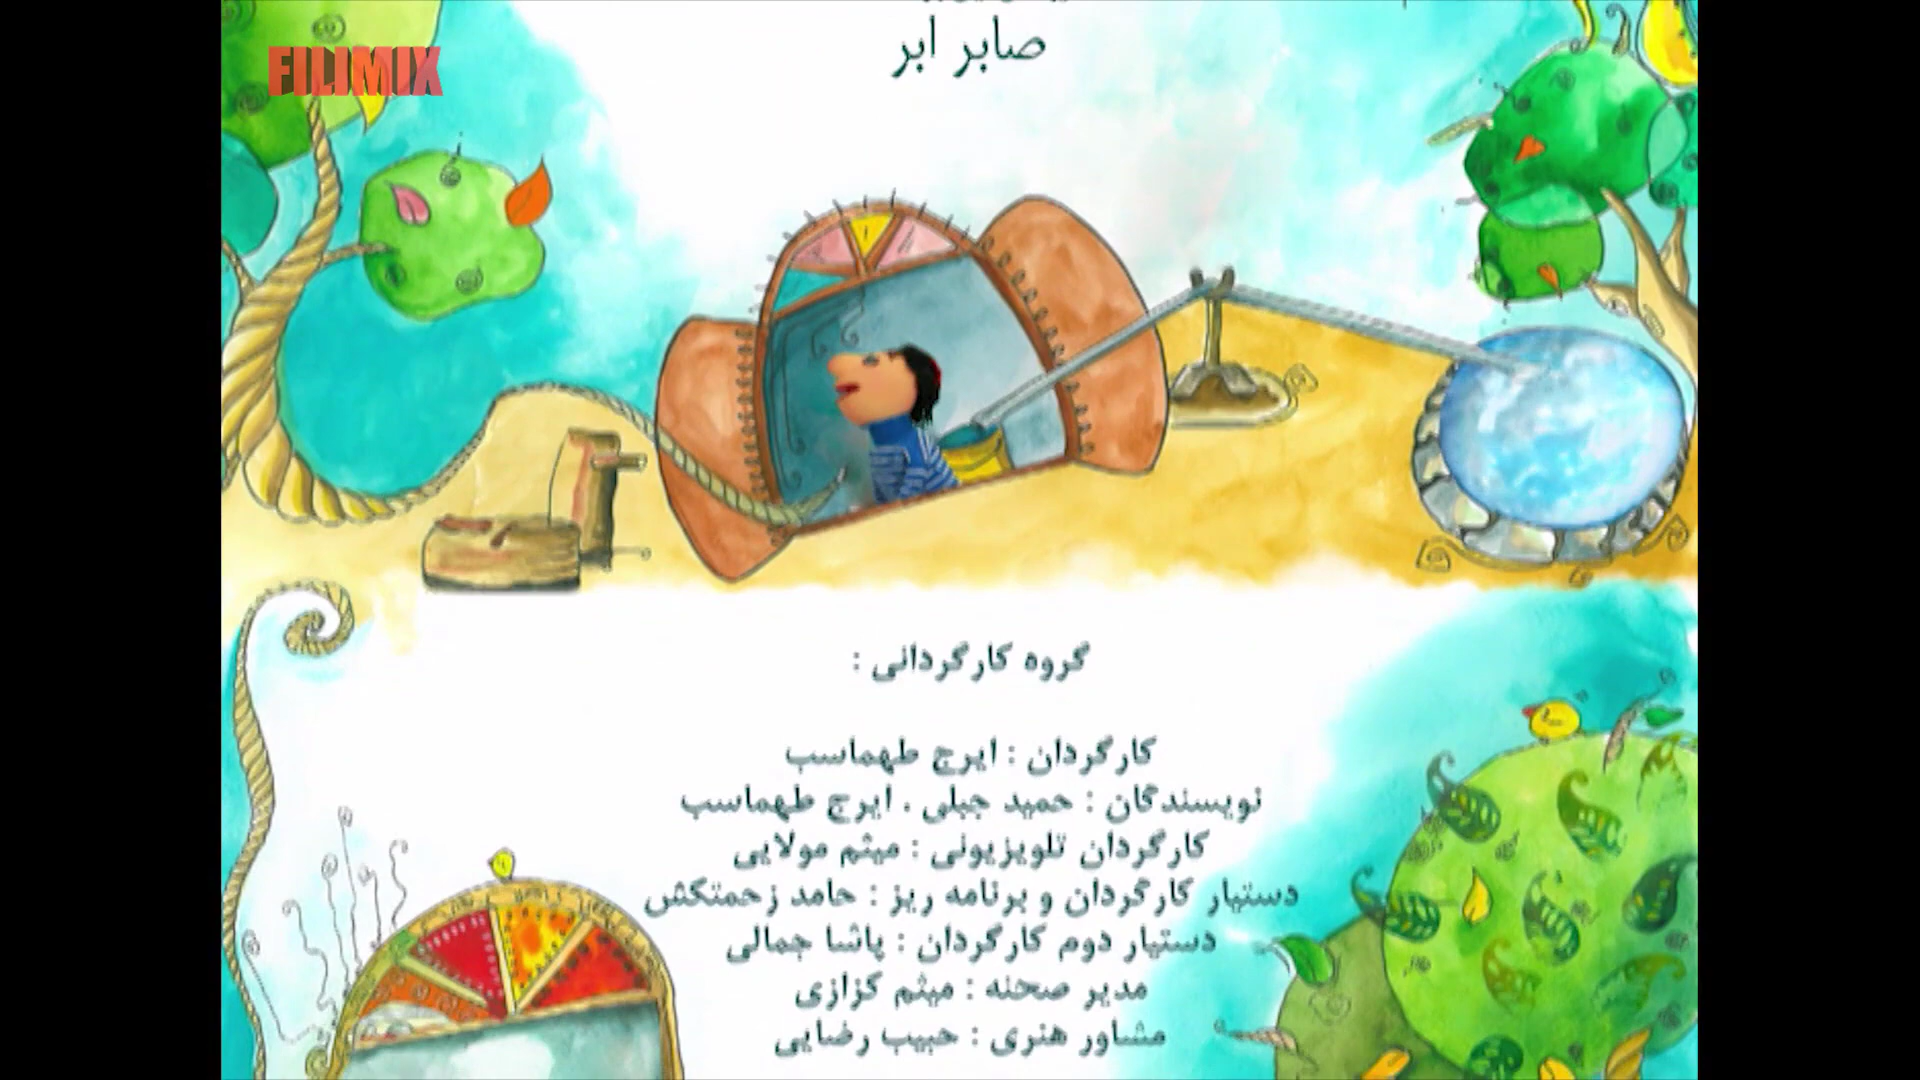 صابر ابر
FILIMIX
گروه کارگردانی :
کارگردان : ایرج طهماسب
نویسندگان : حمید جبلی . ایرج طهماسب
کارگردان تلویزیونی : میثم مولایی
دستیار کارگردان و برنامه ریز : حامد زحمتکش
دستیار دوم کارگردان : پاشا جمالی
مدیر صحنه : میثم کزازی
مشاور هنری : حبیب رضایی